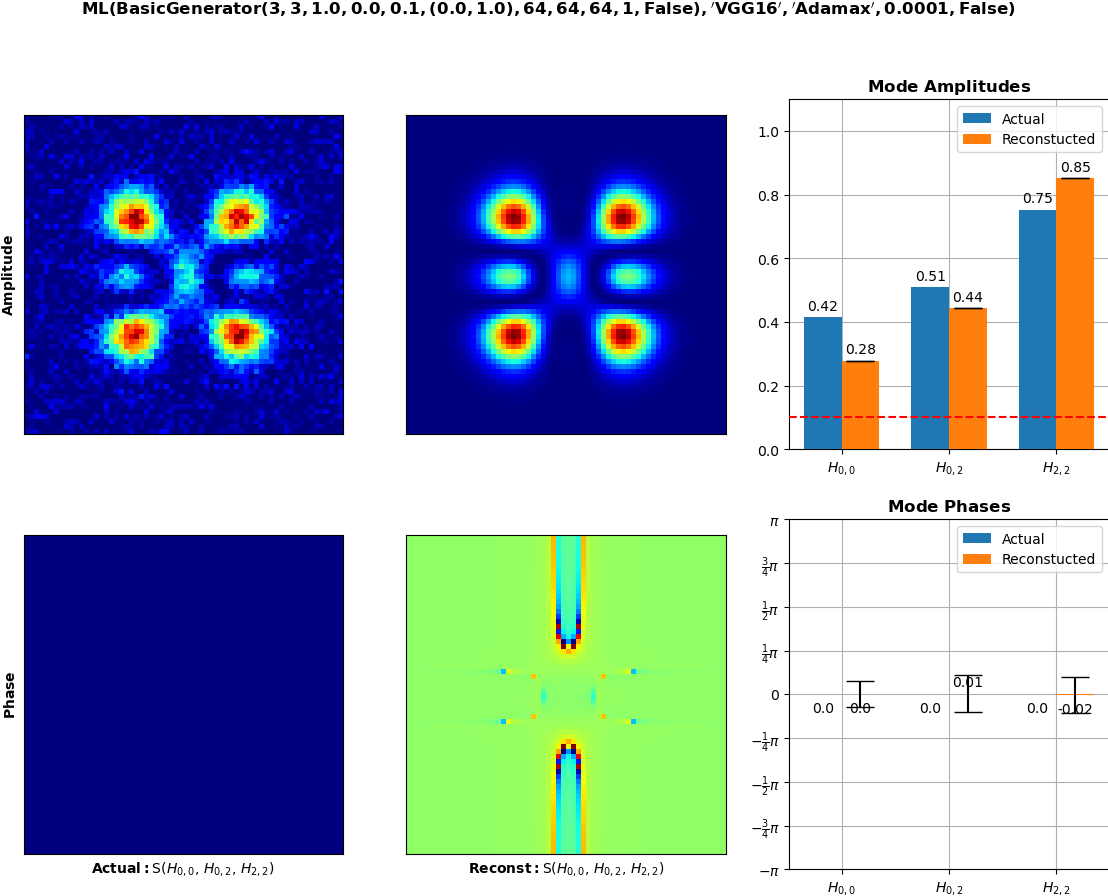 ML(BasicGenerator(3, 3, 1.0, 0.0, 0.1, (0.0, 1.0), 64, 64, 64, 1, False), ′VGG16′, ′Adamax′, 0.0001, False)
Amplitude
Mode Amplitudes
Actual
Reconstucted
1.0
0.8
0.6
0.4
0.2
0.0
0.42
0.28
0.51
0.44
0.75
0.85
H0,0
H0,2
H2,2
Phase
Actual: S(H0,0, H0,2, H2,2)
Reconst: S(H0,0, H0,2, H2,2)
Mode Phases
Actual
Reconstucted
π
3/4π
1/2π
1/4π
0
−1/4π
−1/2π
−3/4π
−π
0.0
0.0
0.0
0.01
0.0
-0.02
H0,0
H0,2
H2,2